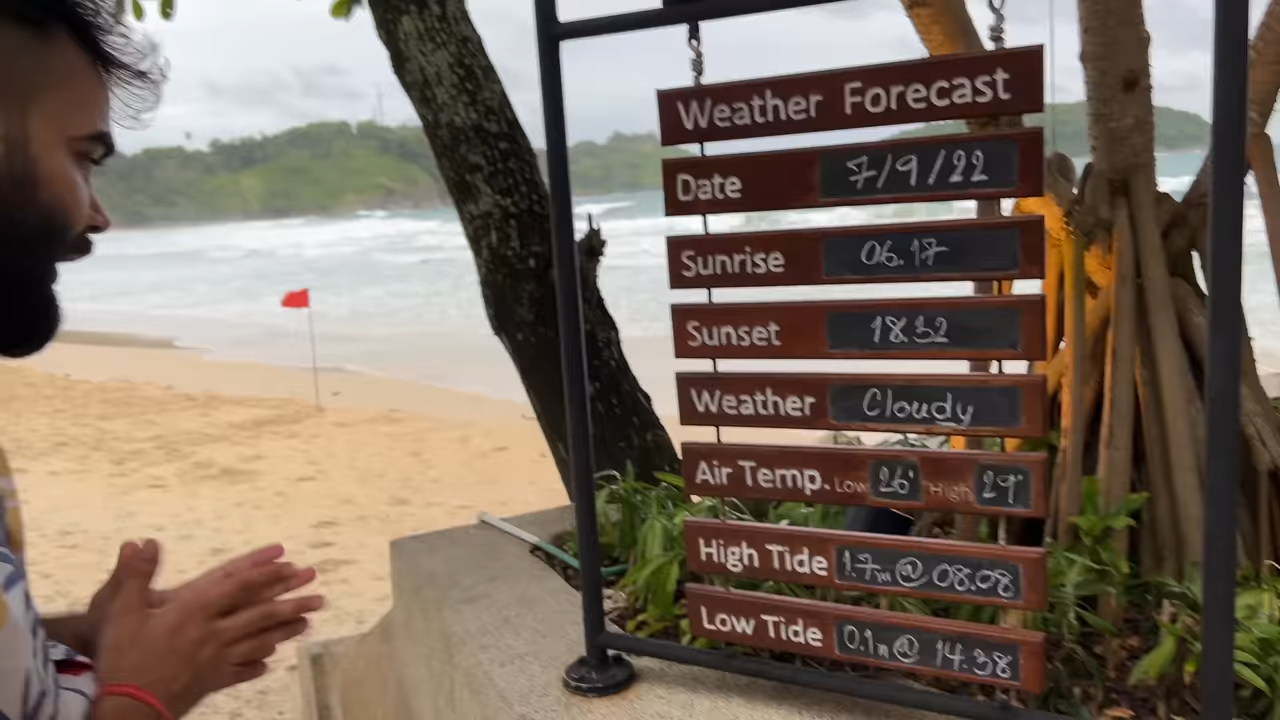 Weather Forecast
Date 7/9/22
Sunrise 06.17
Sunset 18.32
Weather Cloudy
Air Temp. Low 26° High 29°
High Tide 1.7m @ 08.08
Low Tide 0.1m @ 14.38